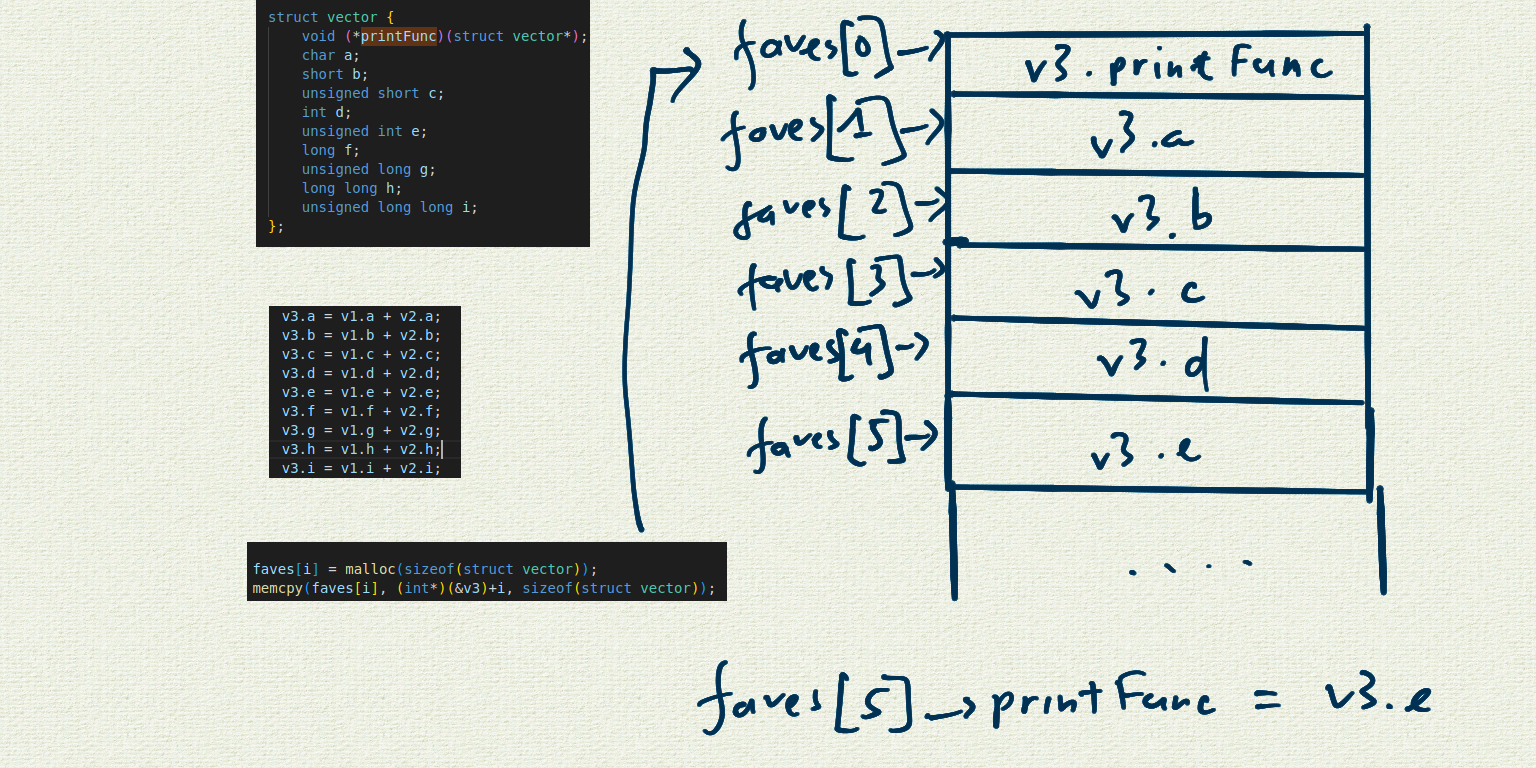 struct vector {
void (*printFunc)(struct vector*);
char a;
short b;
unsigned short c;
int d;
unsigned int e;
long f;
unsigned long g;
long long h;
unsigned long long i;
};
v3.a = v1.a + v2.a;
v3.b = v1.b + v2.b;
v3.c = v1.c + v2.c;
v3.d = v1.d + v2.d;
v3.e = v1.e + v2.e;
v3.f = v1.f + v2.f;
v3.g = v1.g + v2.g;
v3.h = v1.h + v2.h;
v3.i = v1.i + v2.i;
faves[i] = malloc(sizeof(struct vector));
memcpy(faves[i], (int*)(&v3)+i, sizeof(struct vector));
faves[0] → v3.printFunc
faves[1] → v3.a
faves[2] → v3.b
faves[3] → v3.c
faves[4] → v3.d
faves[5] → v3.e
....
faves[5] → printFunc = v3.e